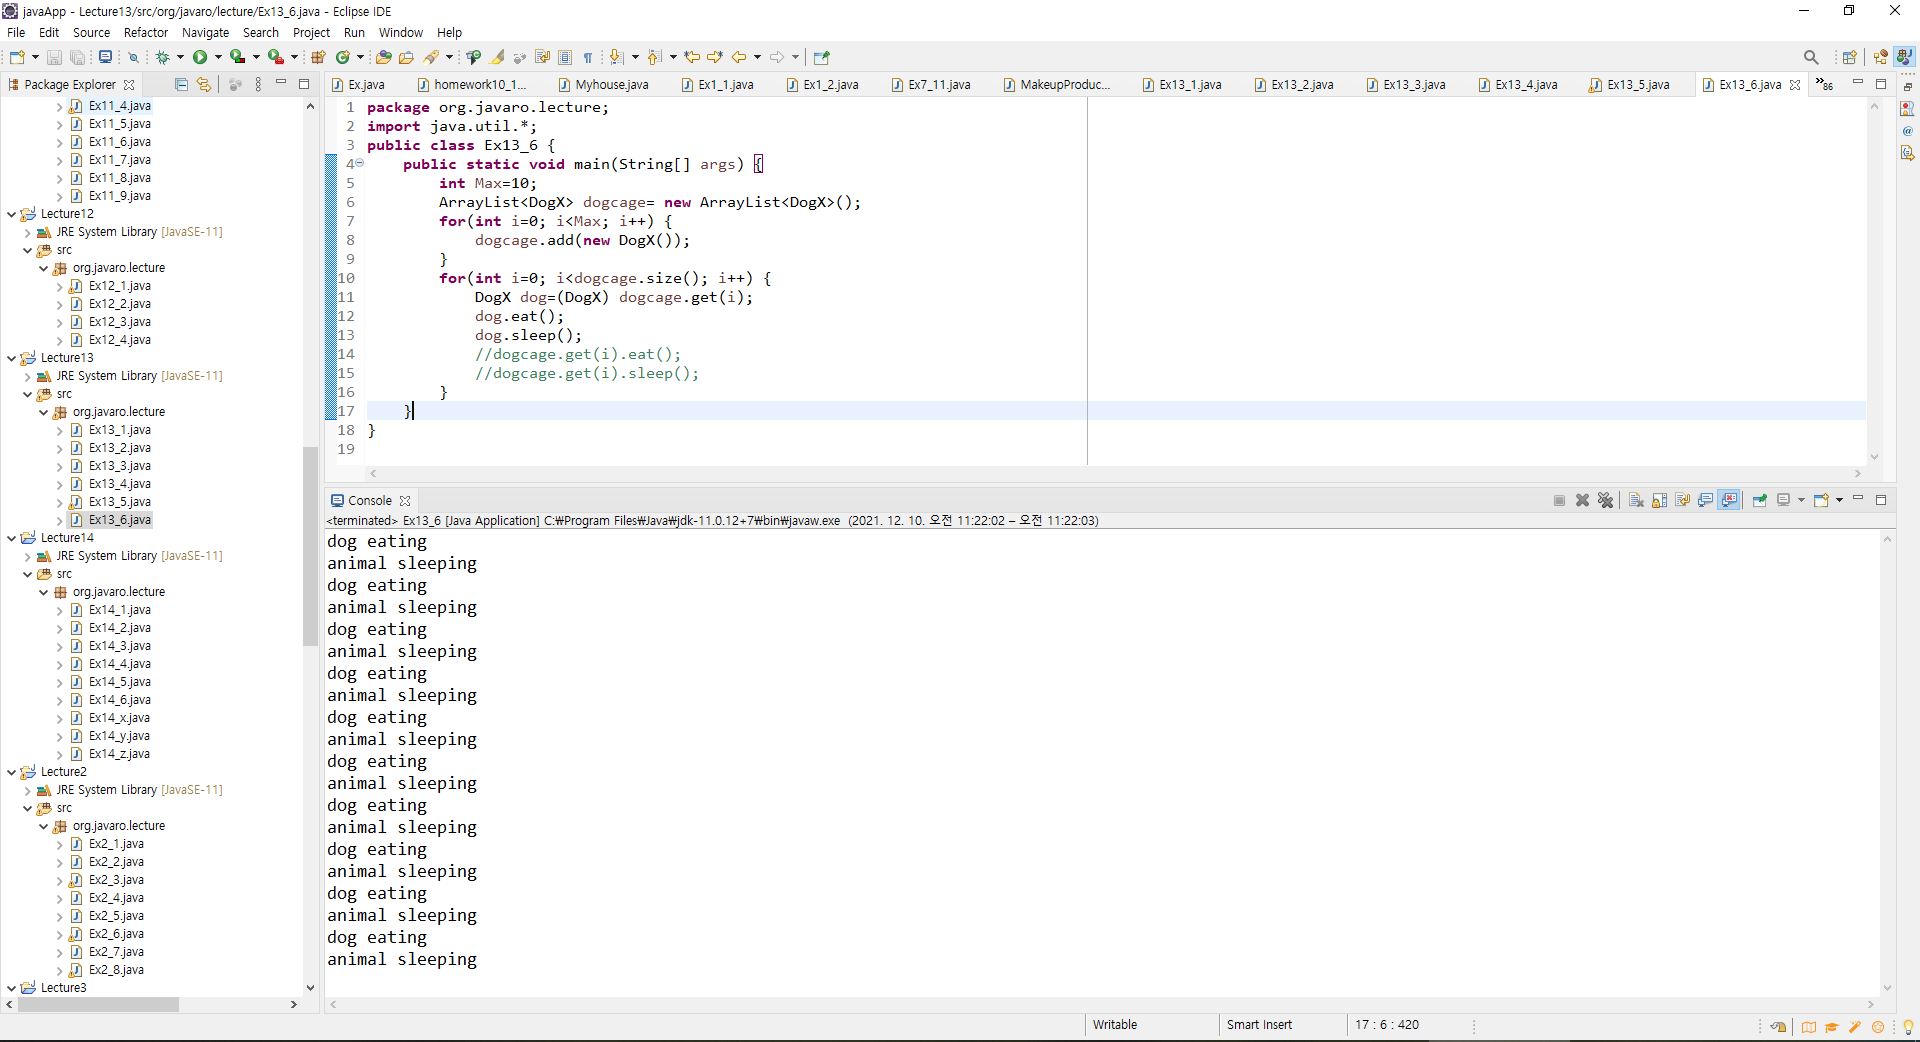 javaApp - Lecture13/src/org/javaro/lecture/Ex13_6.java - Eclipse IDE
File Edit Source Refactor Navigate Search Project Run Window Help
Package Explorer
Ex11_4.java
Ex11_5.java
Ex11_6.java
Ex11_7.java
Ex11_8.java
Ex11_9.java
Lecture12
JRE System Library [JavaSE-11]
src
org.javaro.lecture
Ex12_1.java
Ex12_2.java
Ex12_3.java
Ex12_4.java
Lecture13
JRE System Library [JavaSE-11]
src
org.javaro.lecture
Ex13_1.java
Ex13_2.java
Ex13_3.java
Ex13_4.java
Ex13_5.java
Ex13_6.java
Lecture14
JRE System Library [JavaSE-11]
src
org.javaro.lecture
Ex14_1.java
Ex14_2.java
Ex14_3.java
Ex14_4.java
Ex14_5.java
Ex14_6.java
Ex14_x.java
Ex14_y.java
Ex14_z.java
Lecture2
JRE System Library [JavaSE-11]
src
org.javaro.lecture
Ex2_1.java
Ex2_2.java
Ex2_3.java
Ex2_4.java
Ex2_5.java
Ex2_6.java
Ex2_7.java
Ex2_8.java
Lecture3
Ex.java homework10_1... Myhouse.java Ex1_1.java Ex1_2.java Ex7_11.java MakeupProduc... Ex13_1.java Ex13_2.java Ex13_3.java Ex13_4.java Ex13_5.java Ex13_6.java »86
1 package org.javaro.lecture;
2 import java.util.*;
3 public class Ex13_6 {
4 public static void main(String[] args) {
5 int Max=10;
6 ArrayList<DogX> dogcage= new ArrayList<DogX>();
7 for(int i=0; i<Max; i++) {
8 dogcage.add(new DogX());
9 }
10 for(int i=0; i<dogcage.size(); i++) {
11 DogX dog=(DogX) dogcage.get(i);
12 dog.eat();
13 dog.sleep();
14 //dogcage.get(i).eat();
15 //dogcage.get(i).sleep();
16 }
17 }
18 }
19
Console
<terminated> Ex13_6 [Java Application] C:₩Program Files₩Java₩jdk-11.0.12+7₩bin₩javaw.exe (2021. 12. 10. 오전 11:22:02 – 오전 11:22:03)
dog eating
animal sleeping
dog eating
animal sleeping
dog eating
animal sleeping
dog eating
animal sleeping
dog eating
animal sleeping
dog eating
animal sleeping
dog eating
animal sleeping
dog eating
animal sleeping
dog eating
animal sleeping
dog eating
animal sleeping
Writable Smart Insert 17 : 6 : 420